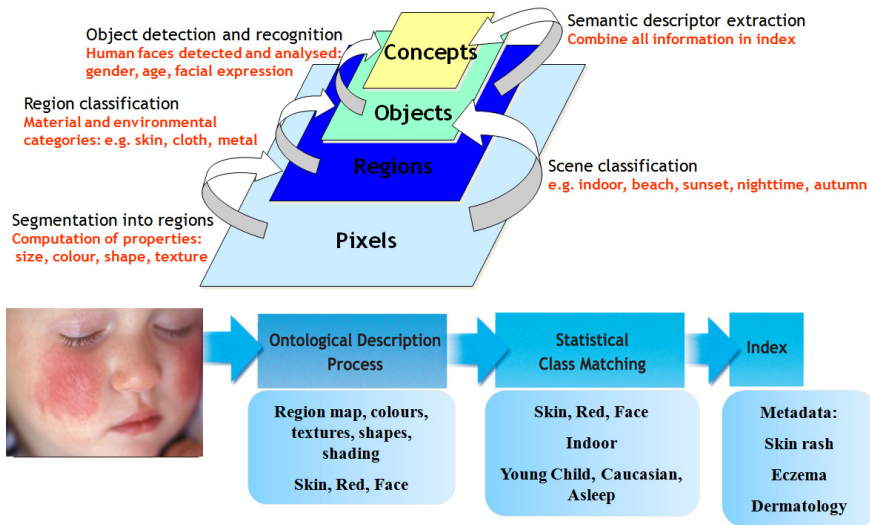 Object detection and recognition
Human faces detected and analysed:
gender, age, facial expression
Semantic descriptor extraction
Combine all information in index
Concepts
Region classification
Material and environmental
categories: e.g. skin, cloth, metal
Objects
Regions
Scene classification
e.g. indoor, beach, sunset, nighttime, autumn
Segmentation into regions
Computation of properties:
size, colour, shape, texture
Pixels
Ontological Description
Process
Statistical
Class Matching
Index
Region map, colours,
textures, shapes,
shading
Skin, Red, Face
Skin, Red, Face
Indoor
Young Child, Caucasian,
Asleep
Metadata:
Skin rash
Eczema
Dermatology